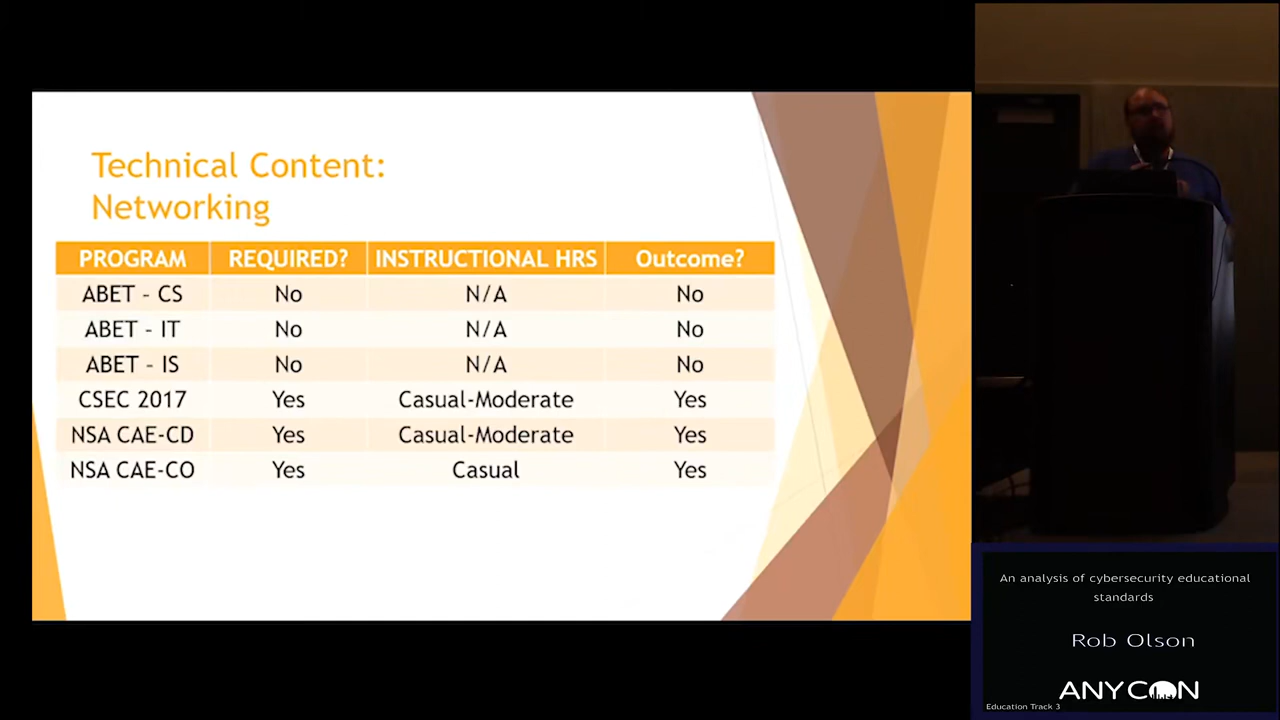 Technical Content:
Networking
PROGRAM REQUIRED? INSTRUCTIONAL HRS Outcome?
ABET – CS No N/A No
ABET – IT No N/A No
ABET – IS No N/A No
CSEC 2017 Yes Casual-Moderate Yes
NSA CAE-CD Yes Casual-Moderate Yes
NSA CAE-CO Yes Casual Yes
An analysis of cybersecurity educational
standards
Rob Olson
ANYCON
Education Track 3